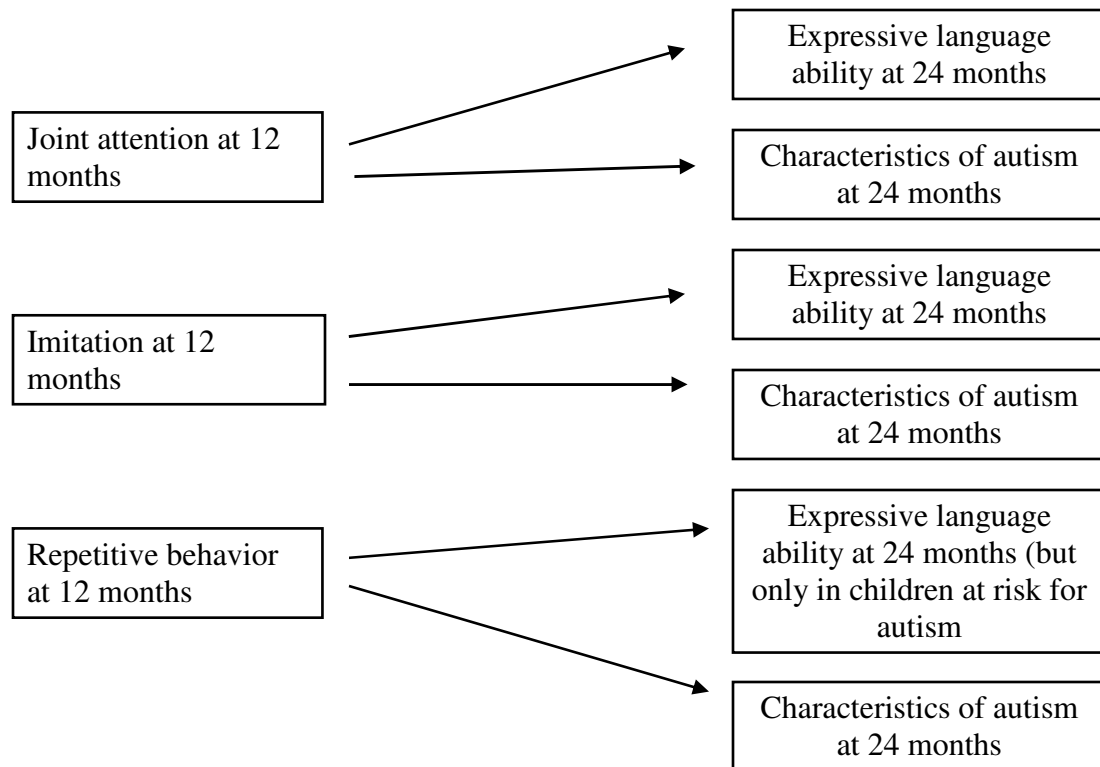 Expressive language
ability at 24 months
Joint attention at 12
months
Characteristics of autism
at 24 months
Expressive language
ability at 24 months
Imitation at 12
months
Characteristics of autism
at 24 months
Expressive language
ability at 24 months (but
only in children at risk for
autism
Repetitive behavior
at 12 months
Characteristics of autism
at 24 months